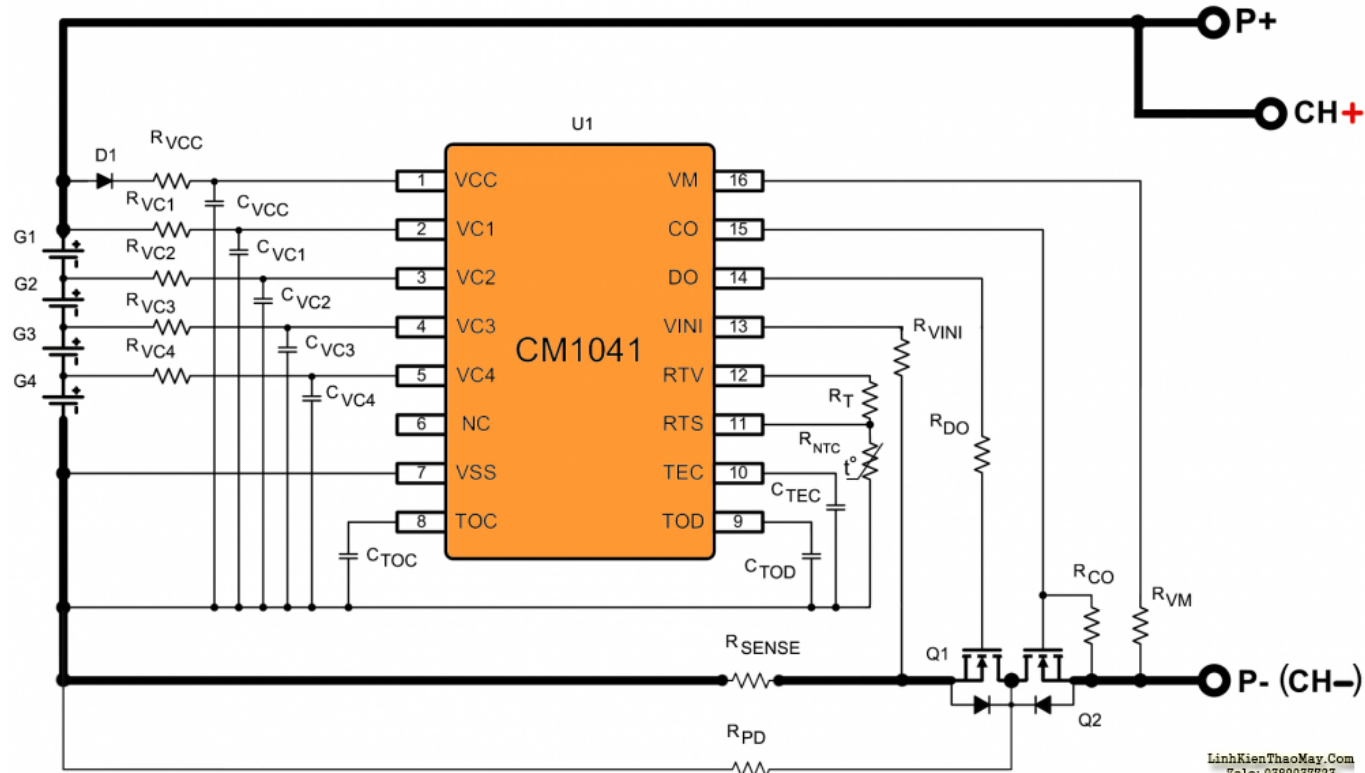 P+
CH+
U1
RVCC
D1
1 VCC
VM 16
RVC1
CVCC
2 VC1
CO 15
G1
RVC2
CVC1
3 VC2
DO 14
G2
RVC3
CVC2
4 VC3
VINI 13
RVINI
G3
RVC4
CVC3
CM1041
5 VC4
RTV 12
G4
CVC4
RT
6 NC
RTS 11
RDO
RNTC
t°
7 VSS
TEC 10
CTEC
8 TOC
TOD 9
CTOC
CTOD
RCO
RVM
RSENSE
Q1
P- (CH-)
Q2
RPD
LinhKienThaoMay.Com